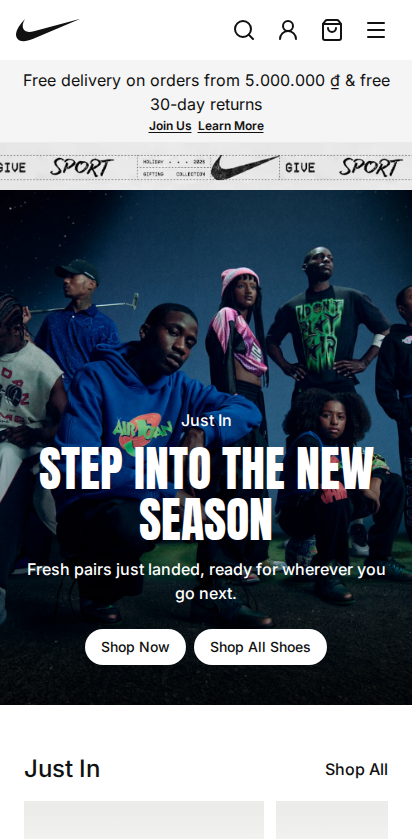 Free delivery on orders from 5.000.000 ₫ & free
30-day returns
Join Us Learn More
GIVE SPORT HOLIDAY 2025 GIVE SPORT
GIFTING COLLECTION
AIR JORDAN
Just In
STEP INTO THE NEW
SEASON
Fresh pairs just landed, ready for wherever you
go next.
Shop Now Shop All Shoes
Just In Shop All